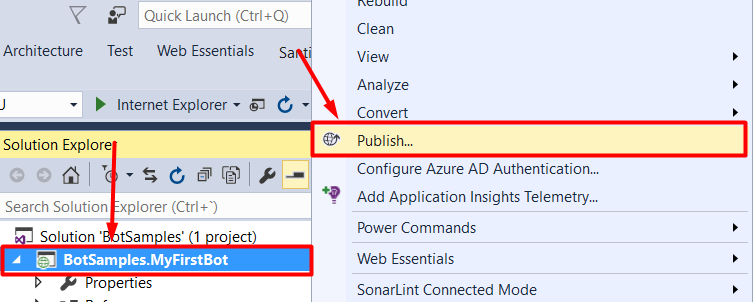 Quick Launch (Ctrl+Q)
Architecture Test Web Essentials
Internet Explorer
Solution Explorer
Search Solution Explorer (Ctrl+`)
Solution 'BotSamples' (1 project)
BotSamples.MyFirstBot
Properties
Rebuild
Clean
View
Analyze
Convert
Publish...
Configure Azure AD Authentication...
Add Application Insights Telemetry...
Power Commands
Web Essentials
SonarLint Connected Mode